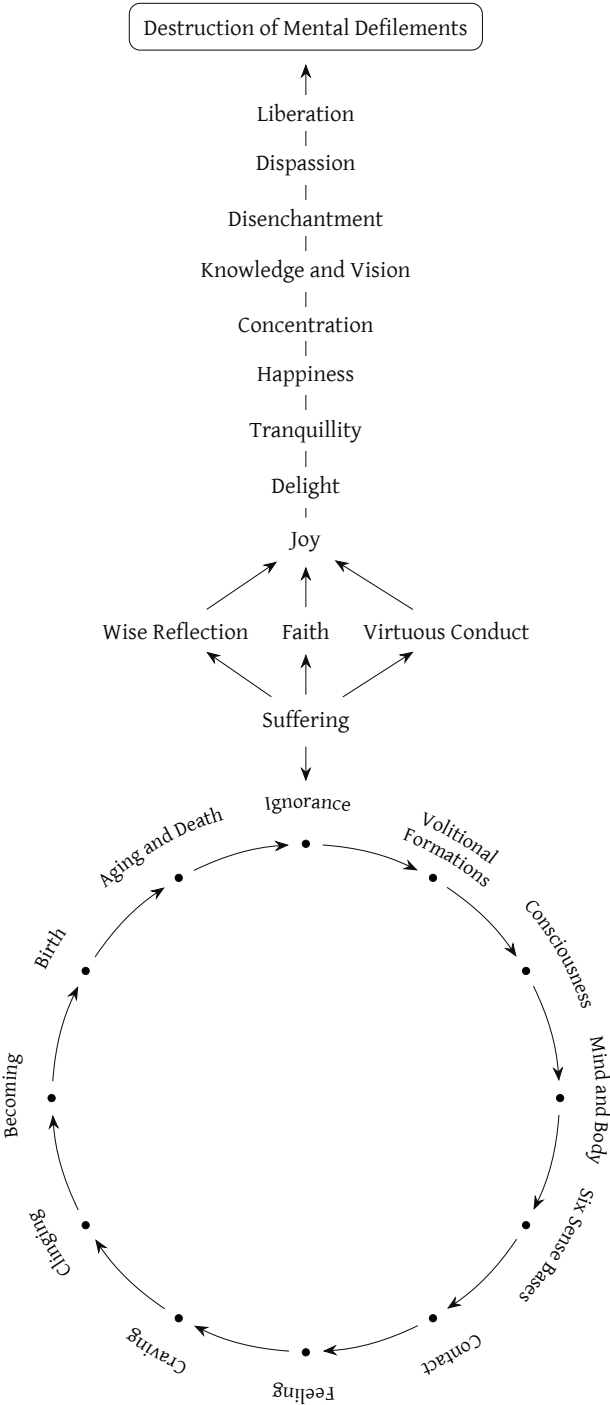 Destruction of Mental Defilements
Liberation
Dispassion
Disenchantment
Knowledge and Vision
Concentration
Happiness
Tranquillity
Delight
Joy
Wise Reflection Faith Virtuous Conduct
Suffering
Ignorance
Volitional
Formations
Consciousness
Mind and Body
Six Sense Bases
Contact
Feeling
Craving
Clinging
Becoming
Birth
Aging and Death